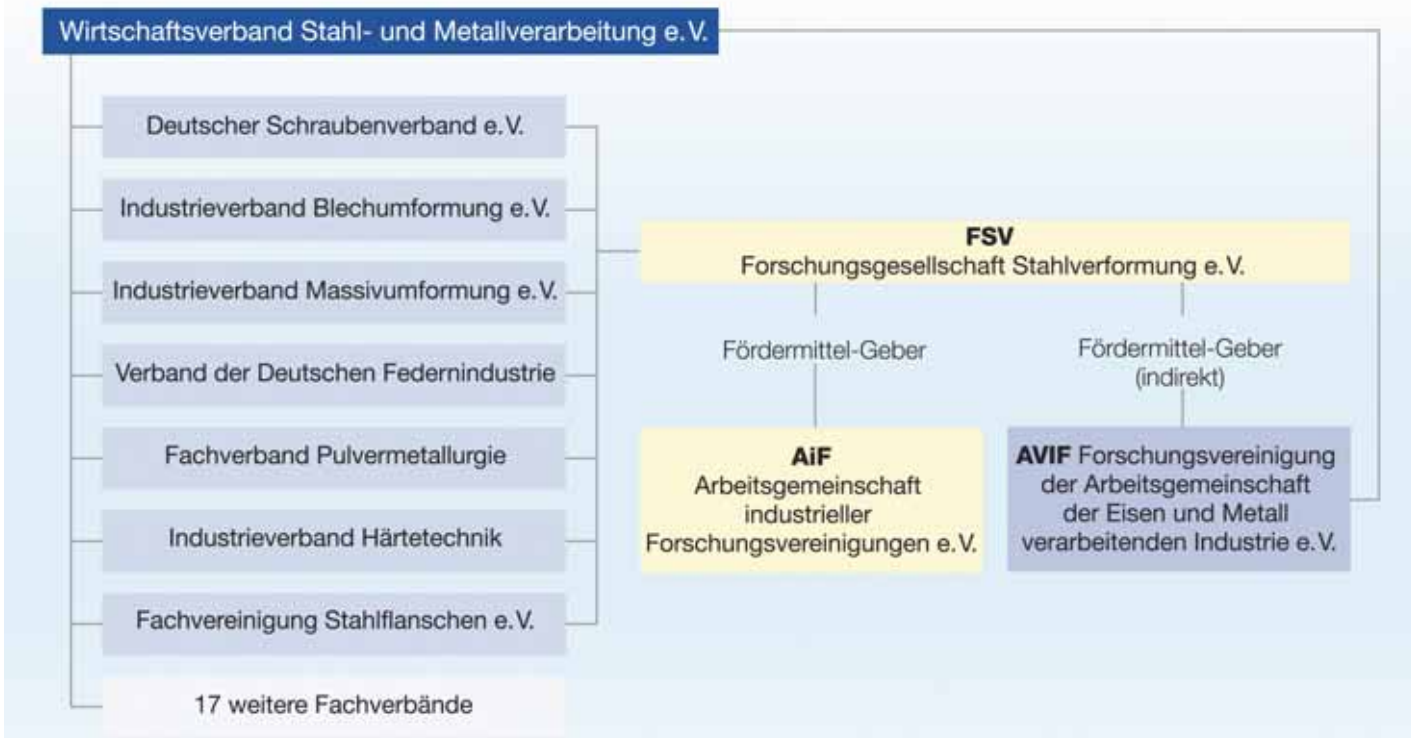 Wirtschaftsverband Stahl- und Metallverarbeitung e.V.
Deutscher Schraubenverband e.V.
Industrieverband Blechumformung e.V.
Industrieverband Massivumformung e.V.
Verband der Deutschen Federnindustrie
Fachverband Pulvermetallurgie
Industrieverband Härtetechnik
Fachvereinigung Stahlflanschen e.V.
17 weitere Fachverbände
FSV
Forschungsgesellschaft Stahlverformung e.V.
Fördermittel-Geber
AiF
Arbeitsgemeinschaft
industrieller
Forschungsvereinigungen e.V.
Fördermittel-Geber
(indirekt)
AVIF Forschungsvereinigung
der Arbeitsgemeinschaft
der Eisen und Metall
verarbeitenden Industrie e.V.